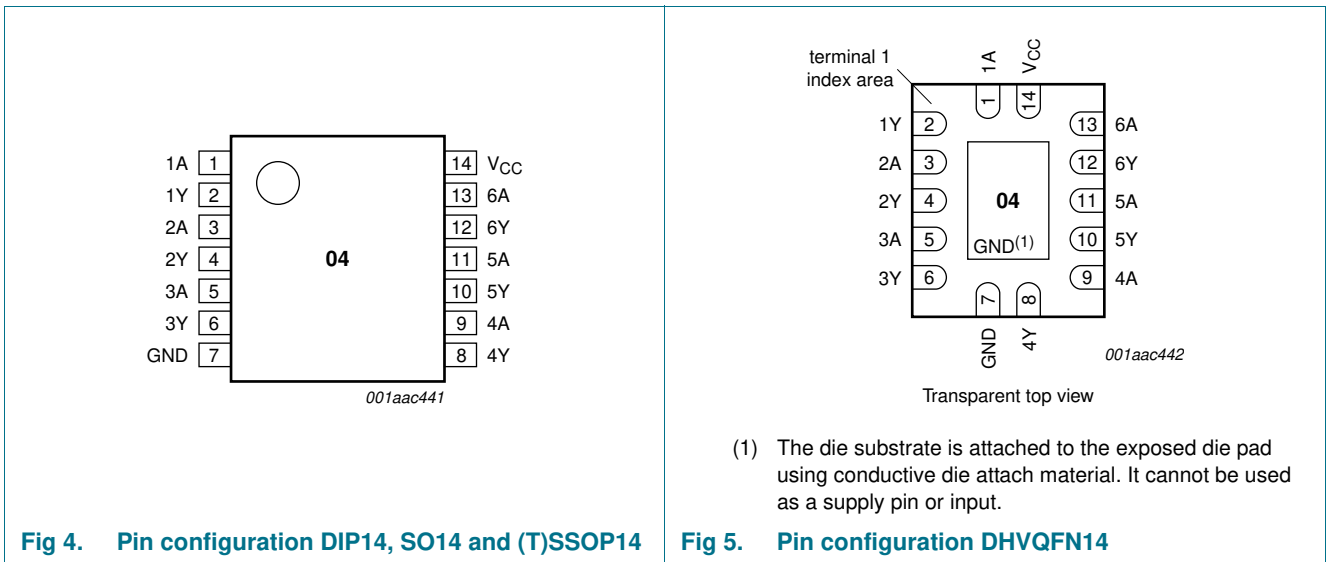 1A 1 14 VCC
1Y 2 13 6A
2A 3 12 6Y
2Y 4 04 11 5A
3A 5 10 5Y
3Y 6 9 4A
GND 7 8 4Y
001aac441
Fig 4. Pin configuration DIP14, SO14 and (T)SSOP14
terminal 1
index area
1A VCC
1 14
1Y 2 13 6A
2A 3 12 6Y
2Y 4 04 11 5A
3A 5 GND(1) 10 5Y
3Y 6 9 4A
7 8
GND 4Y
001aac442
Transparent top view
(1) The die substrate is attached to the exposed die pad
using conductive die attach material. It cannot be used
as a supply pin or input.
Fig 5. Pin configuration DHVQFN14